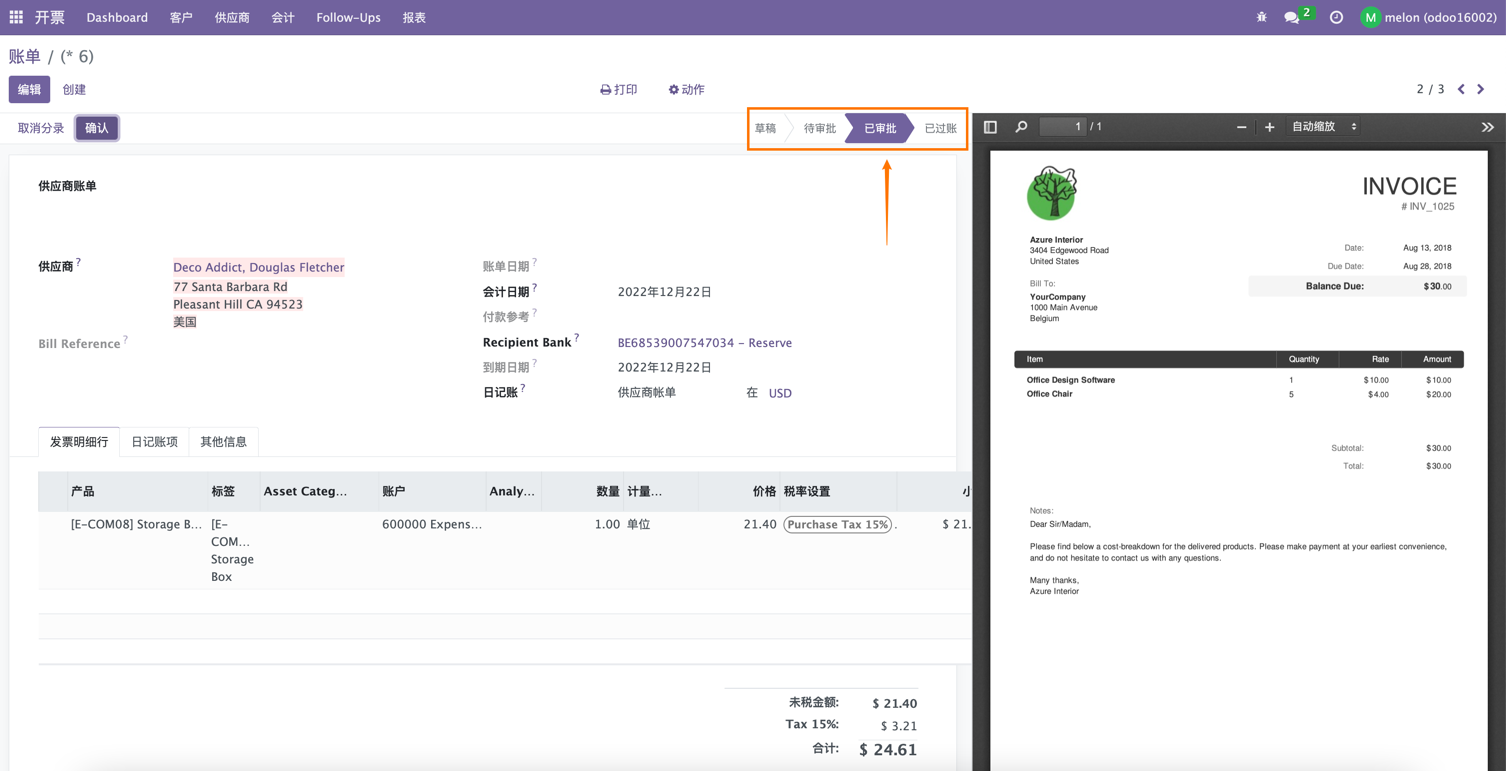 开票 Dashboard 客户 供应商 会计 Follow-Ups 报表 2 M melon (odoo16002)
账单 / (* 6)
编辑 创建 打印 动作 2 / 3
取消分录 确认 草稿 待审批 已审批 已过账
1 / 1 自动缩放
供应商账单
供应商?
Deco Addict, Douglas Fletcher
77 Santa Barbara Rd
Pleasant Hill CA 94523
美国
Bill Reference?
账单日期?
会计日期? 2022年12月22日
付款参考?
Recipient Bank? BE68539007547034 - Reserve
到期日期? 2022年12月22日
日记账? 供应商帐单 在 USD
发票明细行 日记账项 其他信息
产品 标签 Asset Categ... 账户 Analy... 数量 计量... 价格 税率设置 小
[E-COM08] Storage B... [E- 600000 Expens... 1.00 单位 21.40 Purchase Tax 15%. $ 21.
COM...
Storage
Box
未税金额: $ 21.40
Tax 15%: $ 3.21
合计: $ 24.61
INVOICE
# INV_1025
Azure Interior
3404 Edgewood Road
United States
Date: Aug 13, 2018
Due Date: Aug 28, 2018
Balance Due: $30.00
Bill To:
YourCompany
1000 Main Avenue
Belgium
Item Quantity Rate Amount
Office Design Software 1 $10.00 $10.00
Office Chair 5 $4.00 $20.00
Subtotal: $30.00
Total: $30.00
Notes:
Dear Sir/Madam,
Please find below a cost-breakdown for the delivered products. Please make payment at your earliest convenience,
and do not hesitate to contact us with any questions.
Many thanks,
Azure Interior